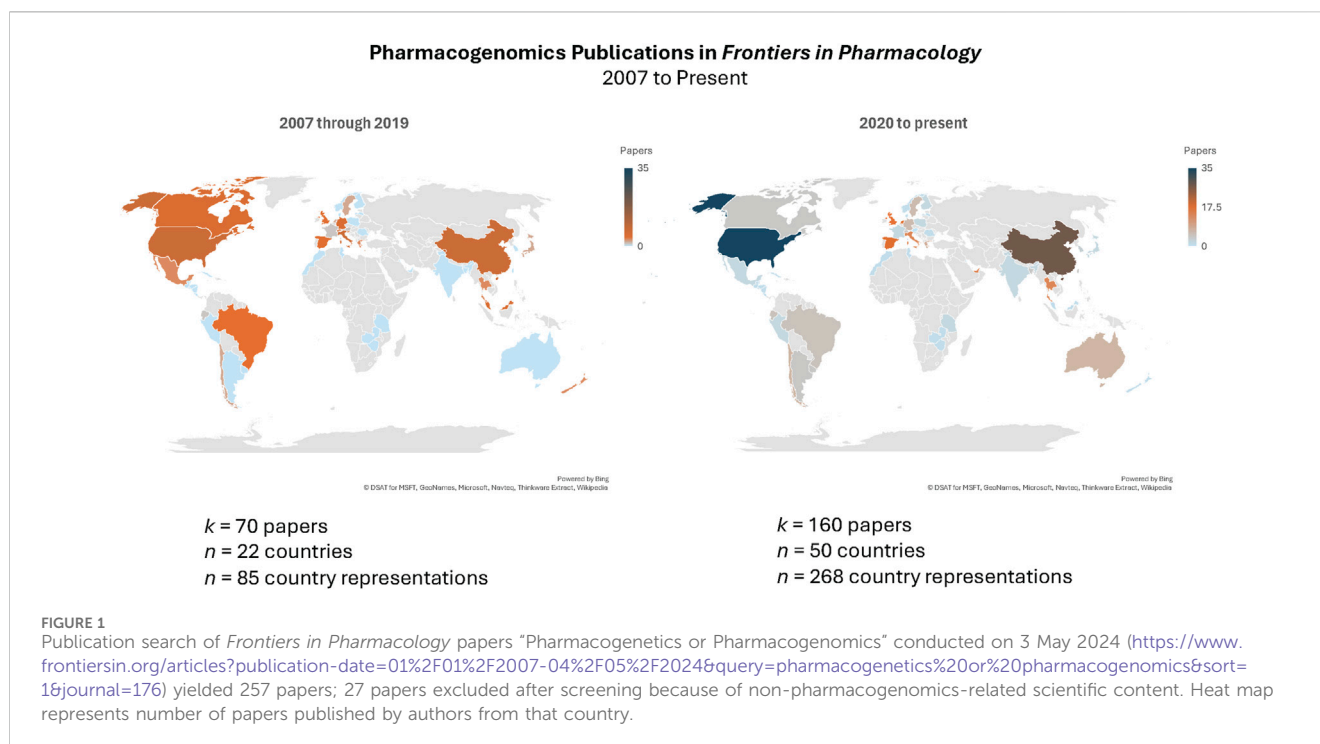 Pharmacogenomics Publications in Frontiers in Pharmacology
2007 to Present
2007 through 2019
Papers
35
0
Powered by Bing
© DSAT for MSFT, GeoNames, Microsoft, Navteq, Thinkware Extract, Wikipedia
k = 70 papers
n = 22 countries
n = 85 country representations
2020 to present
Papers
35
17.5
0
Powered by Bing
© DSAT for MSFT, GeoNames, Microsoft, Navteq, Thinkware Extract, Wikipedia
k = 160 papers
n = 50 countries
n = 268 country representations
FIGURE 1
Publication search of Frontiers in Pharmacology papers “Pharmacogenetics or Pharmacogenomics” conducted on 3 May 2024 (https://www.
frontiersin.org/articles?publication-date=01%2F01%2F2007-04%2F05%2F2024&query=pharmacogenetics%20or%20pharmacogenomics&sort=
1&journal=176) yielded 257 papers; 27 papers excluded after screening because of non-pharmacogenomics-related scientific content. Heat map
represents number of papers published by authors from that country.